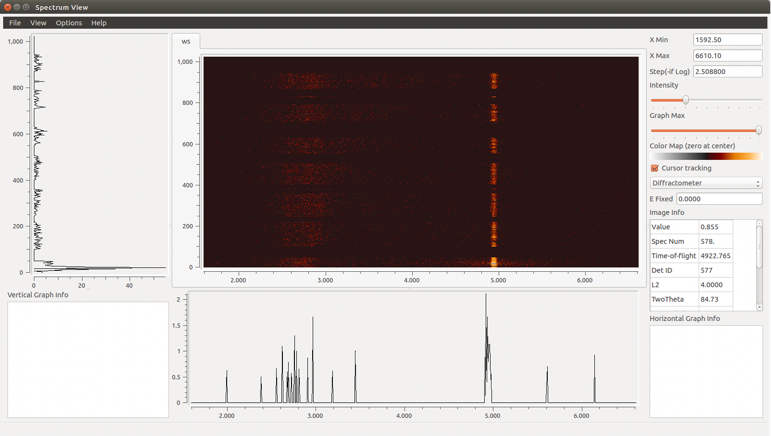 Spectrum View
File View Options Help
ws
X Min 1592.50
X Max 6610.10
Step(-if Log) 2.508800
Intensity
Graph Max
Color Map (zero at center)
Cursor tracking
Diffractometer
E Fixed 0.0000
Image Info
Value 0.855
Spec Num 578.
Time-of-flight 4922.765
Det ID 577
L2 4.0000
TwoTheta 84.73
Horizontal Graph Info
1,000
800
600
400
200
0
0 20 40
Vertical Graph Info
1,000
800
600
400
200
0
2.000 3.000 4.000 5.000 6.000
2
1.5
1
0.5
0
2.000 3.000 4.000 5.000 6.000